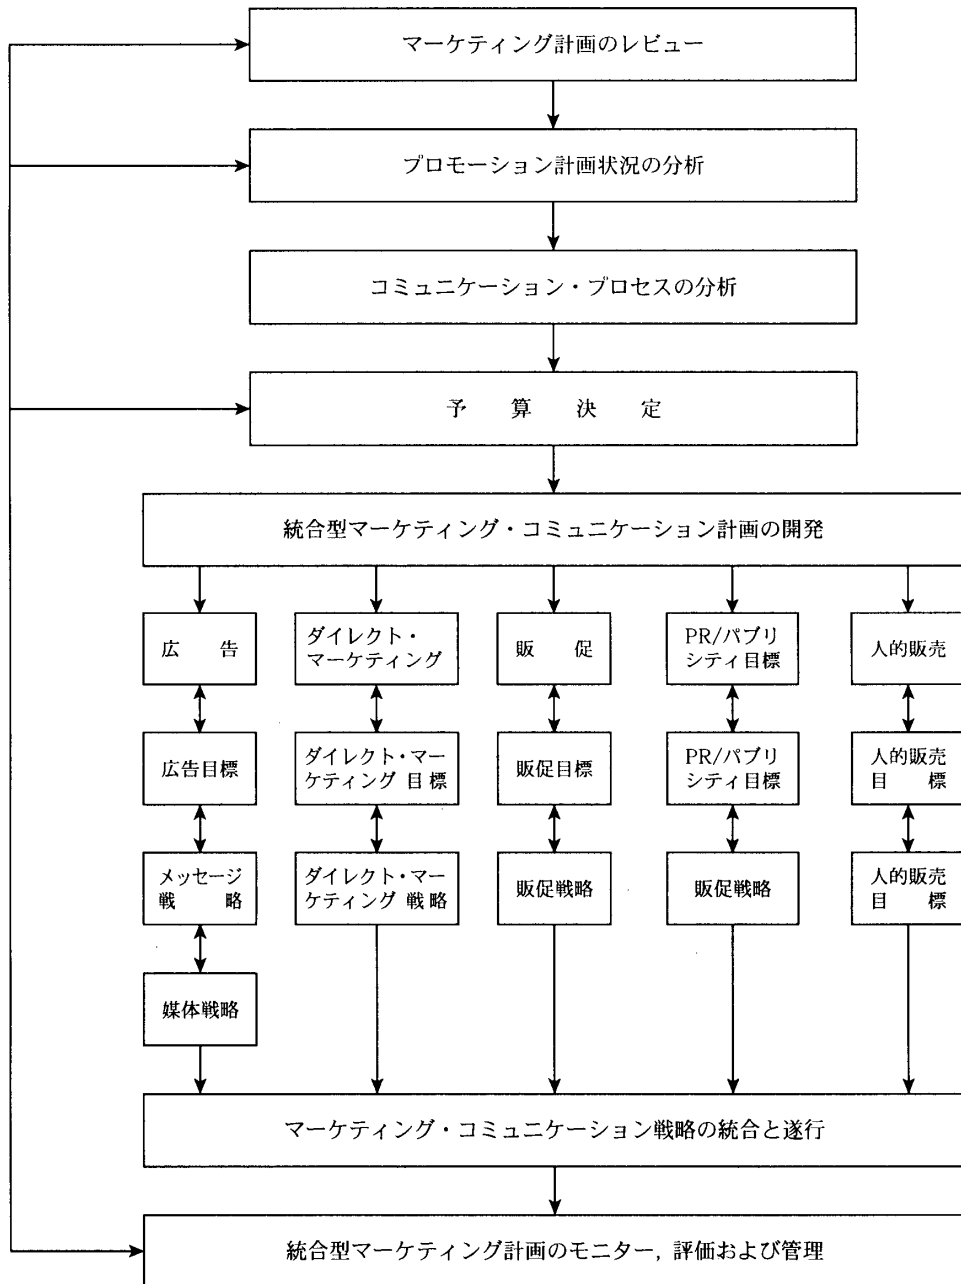 マーケティング計画のレビュー
プロモーション計画状況の分析
コミュニケーション・プロセスの分析
予算決定
統合型マーケティング・コミュニケーション計画の開発
広告
ダイレクト・
マーケティング
販促
PR/パブリ
シティ目標
人的販売
広告目標
ダイレクト・マー
ケティング目標
販促目標
PR/パブリ
シティ目標
人的販売
目標
メッセージ
戦略
ダイレクト・マー
ケティング戦略
販促戦略
販促戦略
人的販売
目標
媒体戦略
マーケティング・コミュニケーション戦略の統合と遂行
統合型マーケティング計画のモニター, 評価および管理